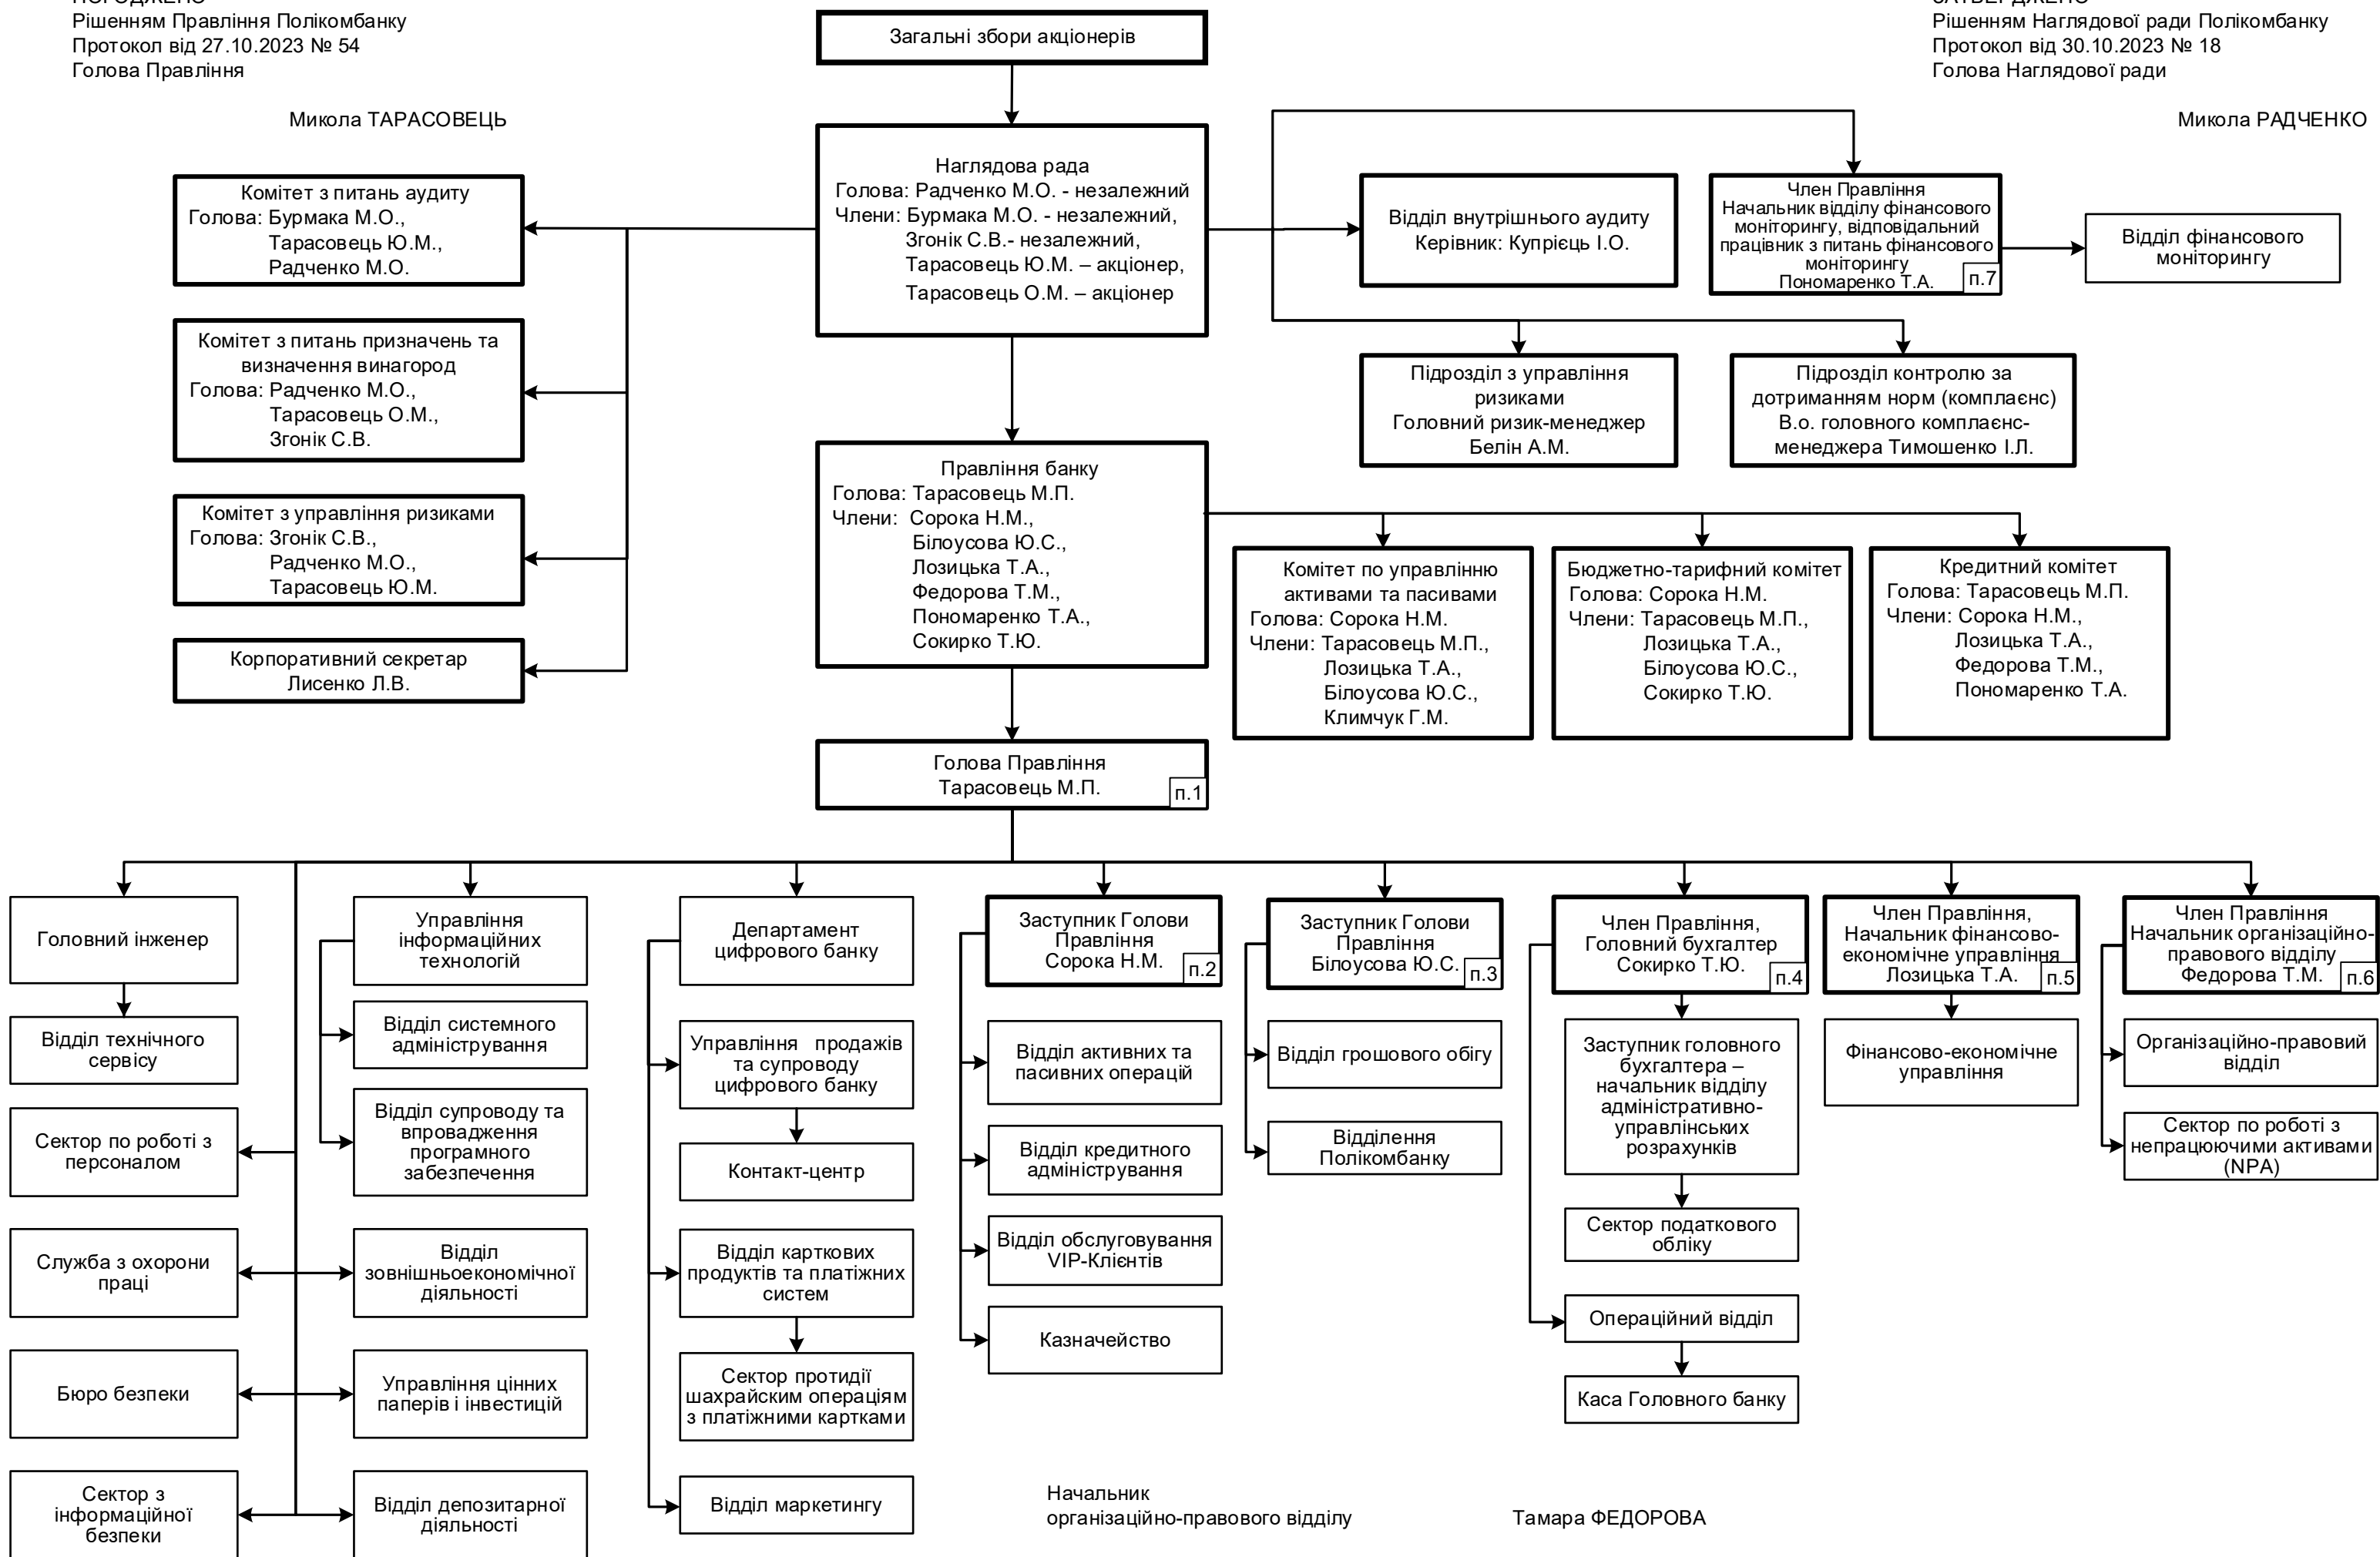 ПОГОДЖЕНО
Рішенням Правління Полікомбанку
Протокол від 27.10.2023 № 54
Голова Правління
Микола ТАРАСОВЕЦЬ
ЗАТВЕРДЖЕНО
Рішенням Наглядової ради Полікомбанку
Протокол від 30.10.2023 № 18
Голова Наглядової ради
Микола РАДЧЕНКО
Загальні збори акціонерів
Наглядова рада
Голова: Радченко М.О. - незалежний
Члени: Бурмака М.О. - незалежний,
Згонік С.В.- незалежний,
Тарасовець Ю.М. – акціонер,
Тарасовець О.М. – акціонер
Комітет з питань аудиту
Голова: Бурмака М.О.,
Тарасовець Ю.М.,
Радченко М.О.
Комітет з питань призначень та
визначення винагород
Голова: Радченко М.О.,
Тарасовець О.М.,
Згонік С.В.
Комітет з управління ризиками
Голова: Згонік С.В.,
Радченко М.О.,
Тарасовець Ю.М.
Корпоративний секретар
Лисенко Л.В.
Відділ внутрішнього аудиту
Керівник: Купрієць І.О.
Член Правління
Начальник відділу фінансового
моніторингу, відповідальний
працівник з питань фінансового
моніторингу
Пономаренко Т.А.
п.7
Відділ фінансового
моніторингу
Підрозділ з управління
ризиками
Головний ризик-менеджер
Белін А.М.
Підрозділ контролю за
дотриманням норм (комплаєнс)
В.о. головного комплаєнс-
менеджера Тимошенко І.Л.
Правління банку
Голова: Тарасовець М.П.
Члени: Сорока Н.М.,
Білоусова Ю.С.,
Лозицька Т.А.,
Федорова Т.М.,
Пономаренко Т.А.,
Сокирко Т.Ю.
Комітет по управлінню
активами та пасивами
Голова: Сорока Н.М.
Члени: Тарасовець М.П.,
Лозицька Т.А.,
Білоусова Ю.С.,
Климчук Г.М.
Бюджетно-тарифний комітет
Голова: Сорока Н.М.
Члени: Тарасовець М.П.,
Лозицька Т.А.,
Білоусова Ю.С.,
Сокирко Т.Ю.
Кредитний комітет
Голова: Тарасовець М.П.
Члени: Сорока Н.М.,
Лозицька Т.А.,
Федорова Т.М.,
Пономаренко Т.А.
Голова Правління
Тарасовець М.П.
п.1
Головний інженер
Відділ технічного
сервісу
Сектор по роботі з
персоналом
Служба з охорони
праці
Бюро безпеки
Сектор з
інформаційної
безпеки
Управління
інформаційних
технологій
Відділ системного
адміністрування
Відділ супроводу та
впровадження
програмного
забезпечення
Відділ
зовнішньоекономічної
діяльності
Управління цінних
паперів і інвестицій
Відділ депозитарної
діяльності
Департамент
цифрового банку
Управління продажів
та супроводу
цифрового банку
Контакт-центр
Відділ карткових
продуктів та платіжних
систем
Сектор протидії
шахрайским операціям
з платіжними картками
Відділ маркетингу
Заступник Голови
Правління
Сорока Н.М.
п.2
Відділ активних та
пасивних операцій
Відділ кредитного
адміністрування
Відділ обслуговування
VIP-Клієнтів
Казначейство
Заступник Голови
Правління
Білоусова Ю.С.
п.3
Відділ грошового обігу
Відділення
Полікомбанку
Член Правління,
Головний бухгалтер
Сокирко Т.Ю.
п.4
Заступник головного
бухгалтера –
начальник відділу
адміністративно-
управлінських
розрахунків
Сектор податкового
обліку
Операційний відділ
Каса Головного банку
Член Правління,
Начальник фінансово-
економічне управління
Лозицька Т.А.
п.5
Фінансово-економічне
управління
Член Правління
Начальник організаційно-
правового відділу
Федорова Т.М.
п.6
Організаційно-правовий
відділ
Сектор по роботі з
непрацюючими активами
(NPA)
Начальник
організаційно-правового відділу
Тамара ФЕДОРОВА